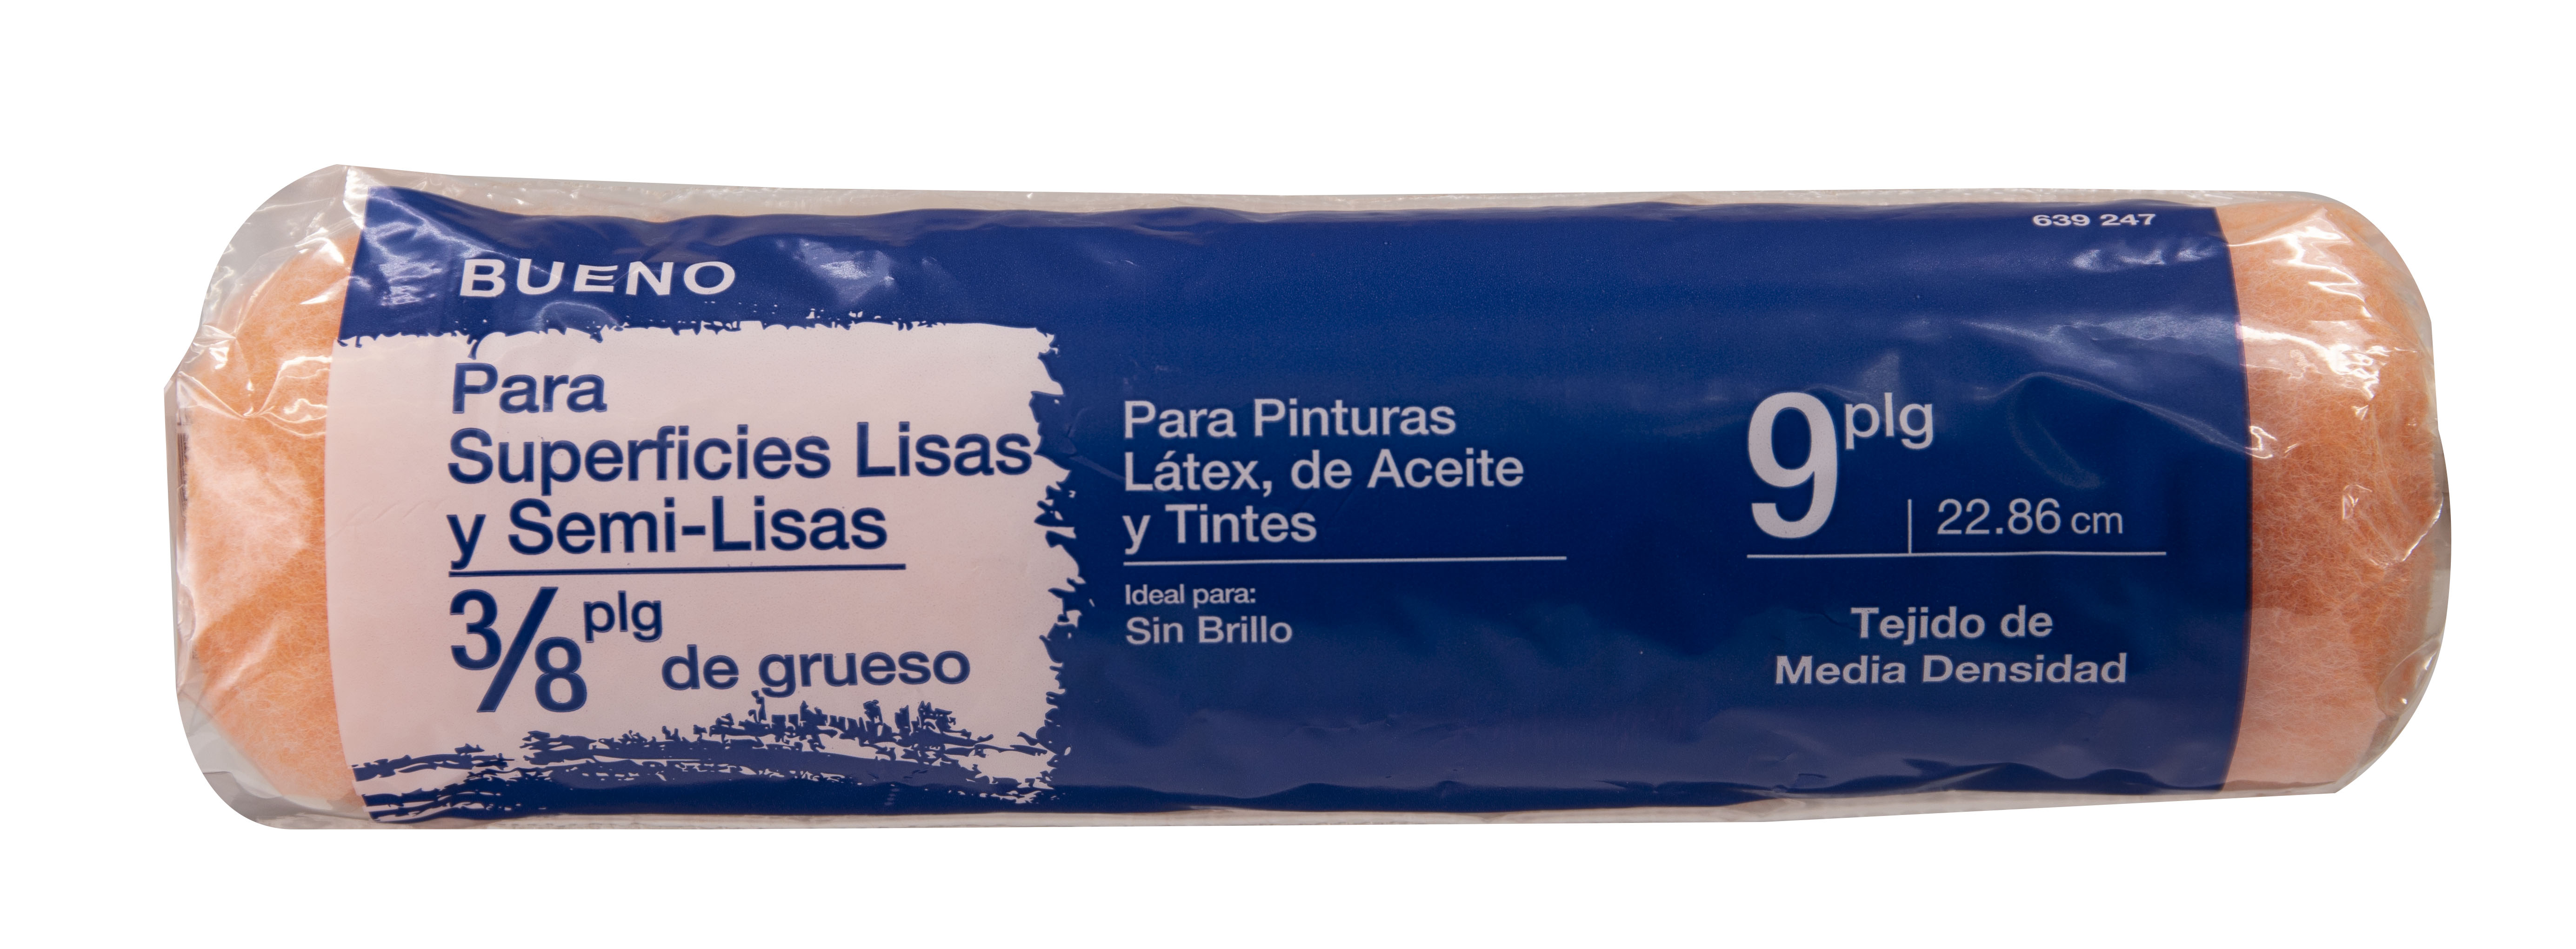 639 247
BUENO
Para
Superficies Lisas
y Semi-Lisas
3/8 plg
de grueso
Para Pinturas
Látex, de Aceite
y Tintes
Ideal para:
Sin Brillo
9 plg
22.86 cm
Tejido de
Media Densidad